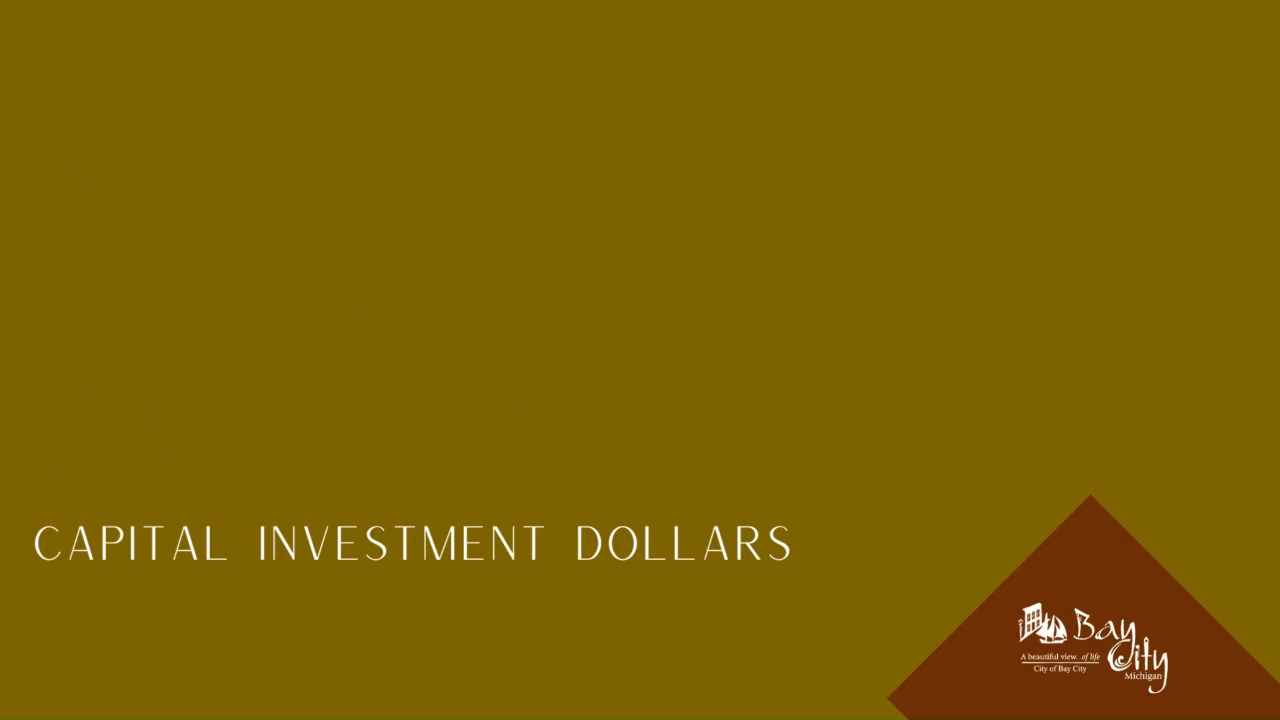 CAPITAL INVESTMENT DOLLARS
Bay City
A beautiful view of life
City of Bay City
Michigan